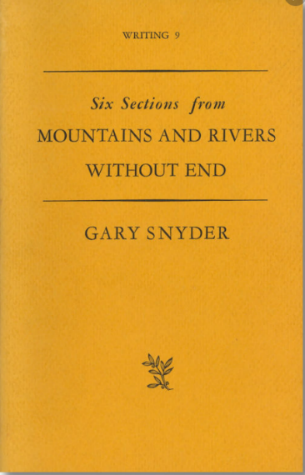 WRITING 9
Six Sections from
MOUNTAINS AND RIVERS
WITHOUT END
GARY SNYDER